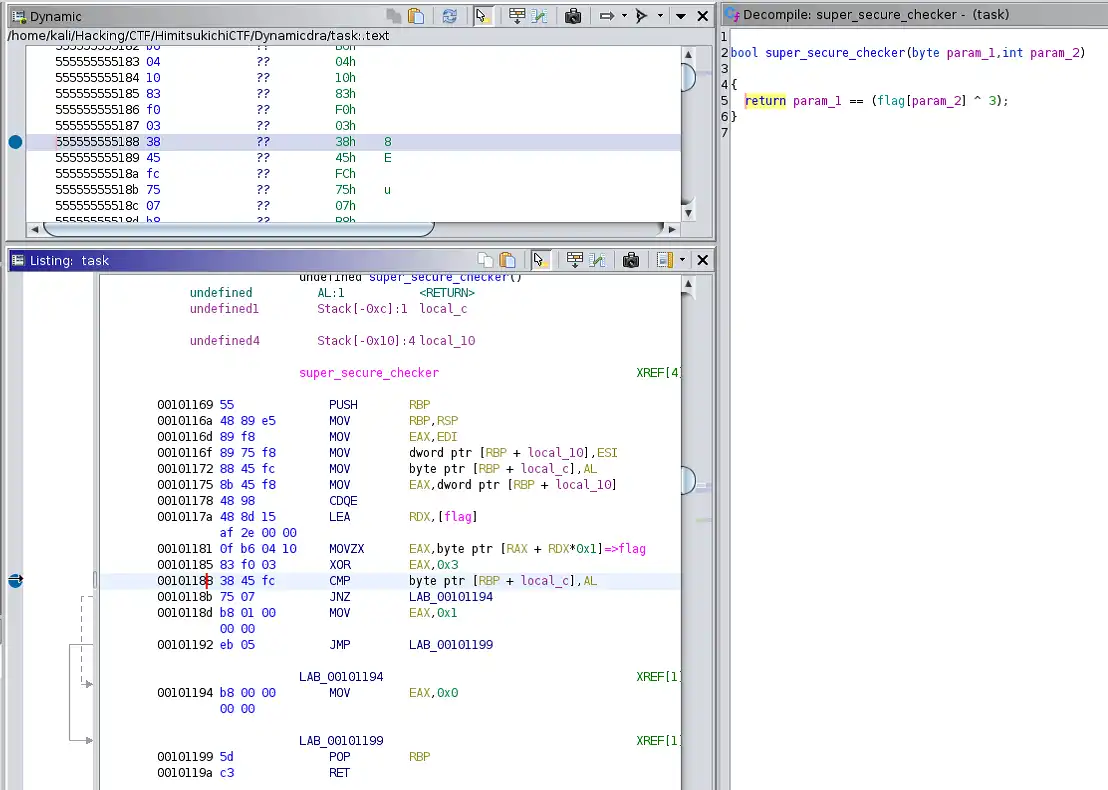 Dynamic
/home/kali/Hacking/CTF/HimitsukichiCTF/Dynamicdra/task:.text
555555555182 b6 ?? B6h
555555555183 04 ?? 04h
555555555184 10 ?? 10h
555555555185 83 ?? 83h
555555555186 f0 ?? F0h
555555555187 03 ?? 03h
555555555188 38 ?? 38h 8
555555555189 45 ?? 45h E
55555555518a fc ?? FCh
55555555518b 75 ?? 75h u
55555555518c 07 ?? 07h
55555555518d b8 ?? B8h
Listing: task
undefined super_secure_checker()
undefined AL:1 <RETURN>
undefined1 Stack[-0xc]:1 local_c
undefined4 Stack[-0x10]:4 local_10
super_secure_checker XREF[4]
00101169 55 PUSH RBP
0010116a 48 89 e5 MOV RBP,RSP
0010116d 89 f8 MOV EAX,EDI
0010116f 89 75 f8 MOV dword ptr [RBP + local_10],ESI
00101172 88 45 fc MOV byte ptr [RBP + local_c],AL
00101175 8b 45 f8 MOV EAX,dword ptr [RBP + local_10]
00101178 48 98 CDQE
0010117a 48 8d 15 LEA RDX,[flag]
af 2e 00 00
00101181 0f b6 04 10 MOVZX EAX,byte ptr [RAX + RDX*0x1]=>flag
00101185 83 f0 03 XOR EAX,0x3
00101188 38 45 fc CMP byte ptr [RBP + local_c],AL
0010118b 75 07 JNZ LAB_00101194
0010118d b8 01 00 MOV EAX,0x1
00 00
00101192 eb 05 JMP LAB_00101199
LAB_00101194 XREF[1]
00101194 b8 00 00 MOV EAX,0x0
00 00
LAB_00101199 XREF[1]
00101199 5d POP RBP
0010119a c3 RET
Decompile: super_secure_checker - (task)
1
2 bool super_secure_checker(byte param_1,int param_2)
3
4 {
5 return param_1 == (flag[param_2] ^ 3);
6 }
7